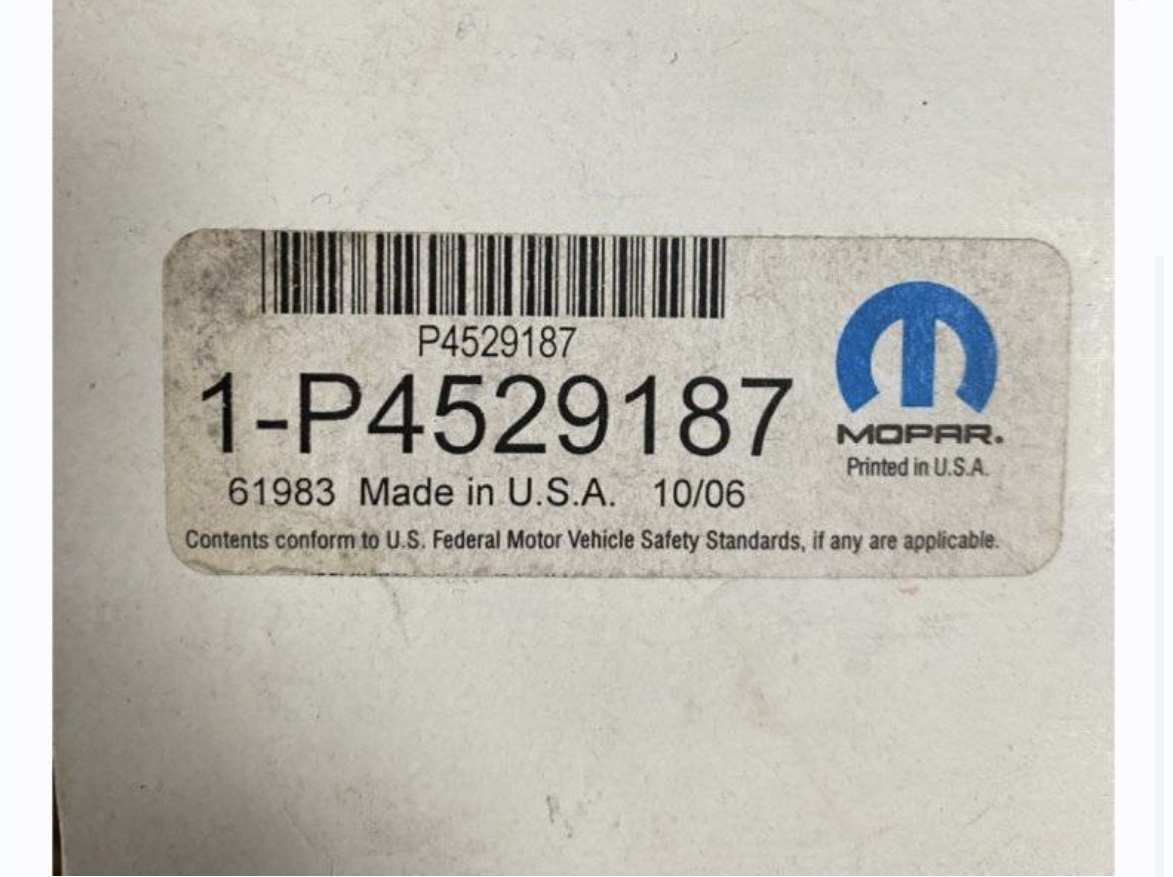 P4529187
1-P4529187
61983 Made in U.S.A. 10/06
Contents conform to U.S. Federal Motor Vehicle Safety Standards, if any are applicable.
MOPAR.
Printed in U.S.A.